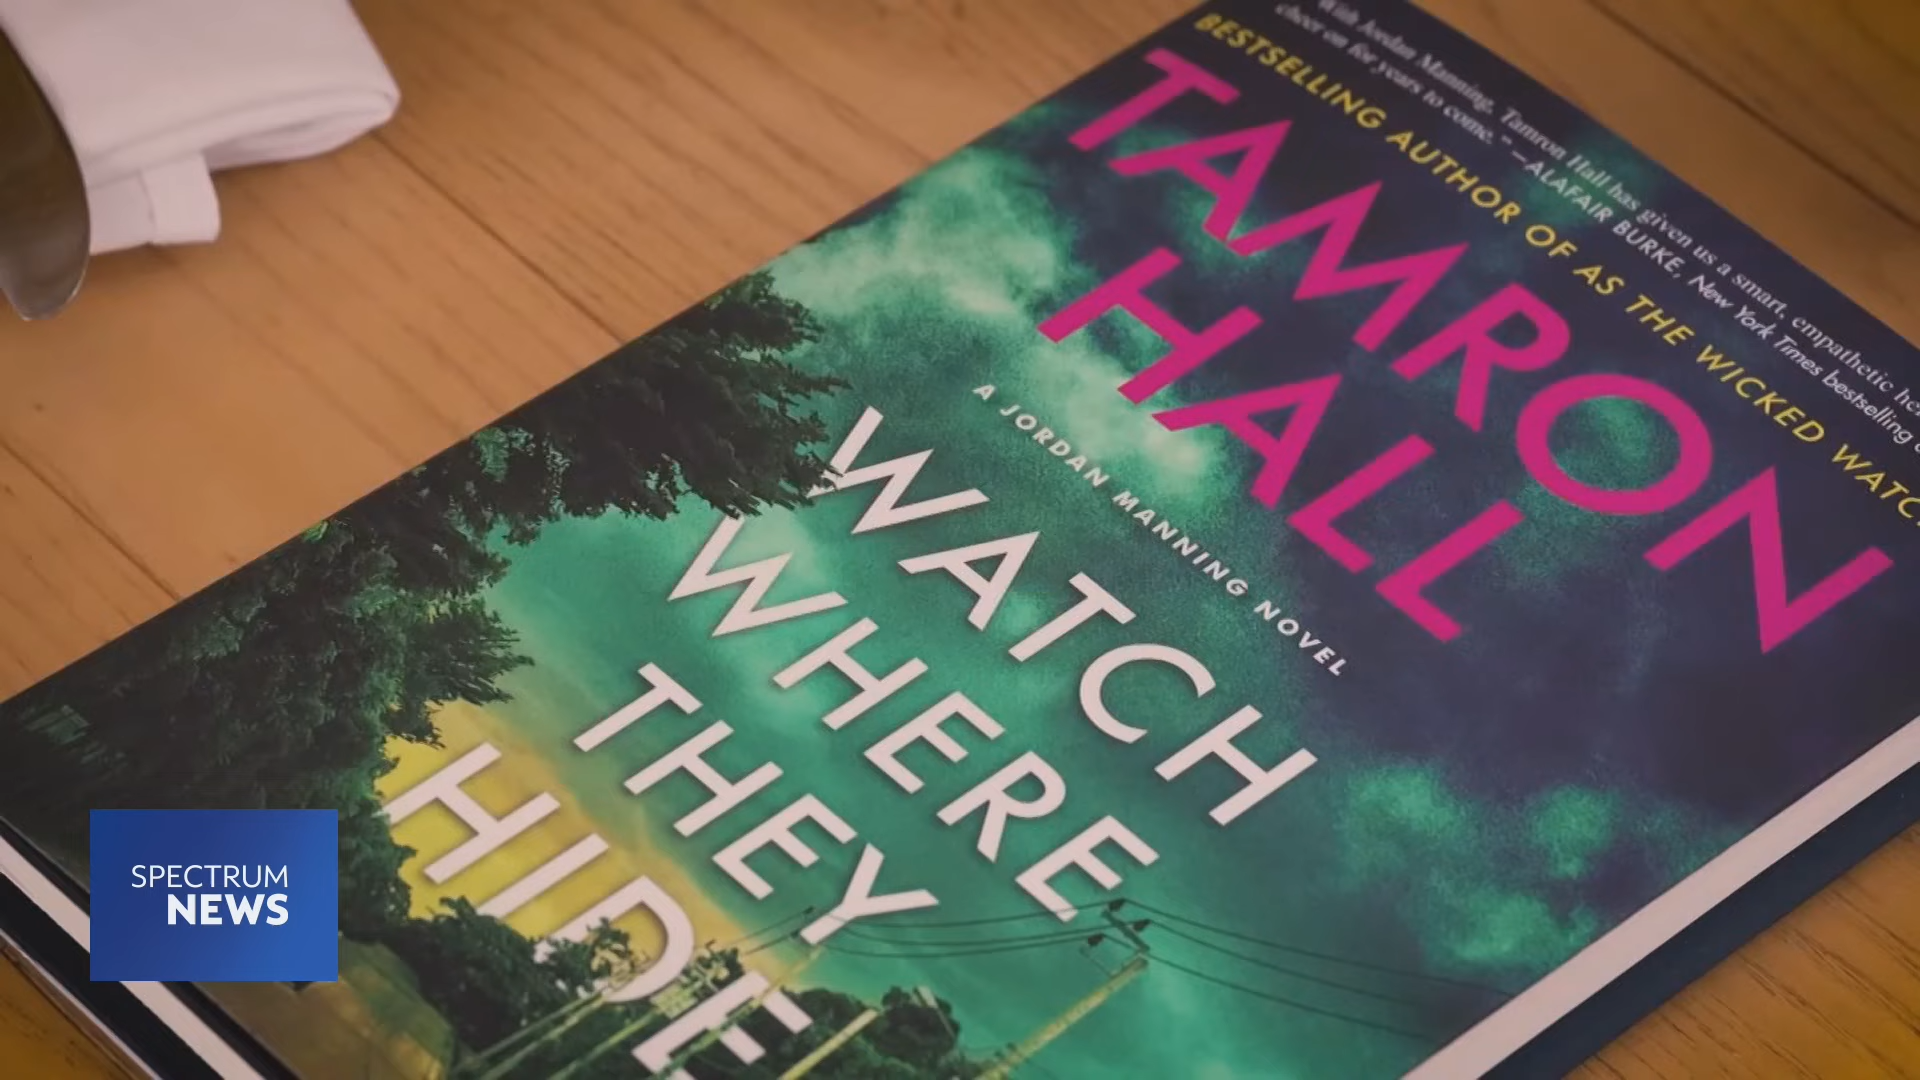 With Jordan Manning, Tamron Hall has given us a smart, empathetic
cheer on for years to come." —ALAFAIR BURKE, New York Times bestselling
BESTSELLING AUTHOR OF AS THE WICKED WATCH
TAMRON
HALL
A JORDAN MANNING NOVEL
WATCH
WHERE
THEY
HIDE
SPECTRUM
NEWS